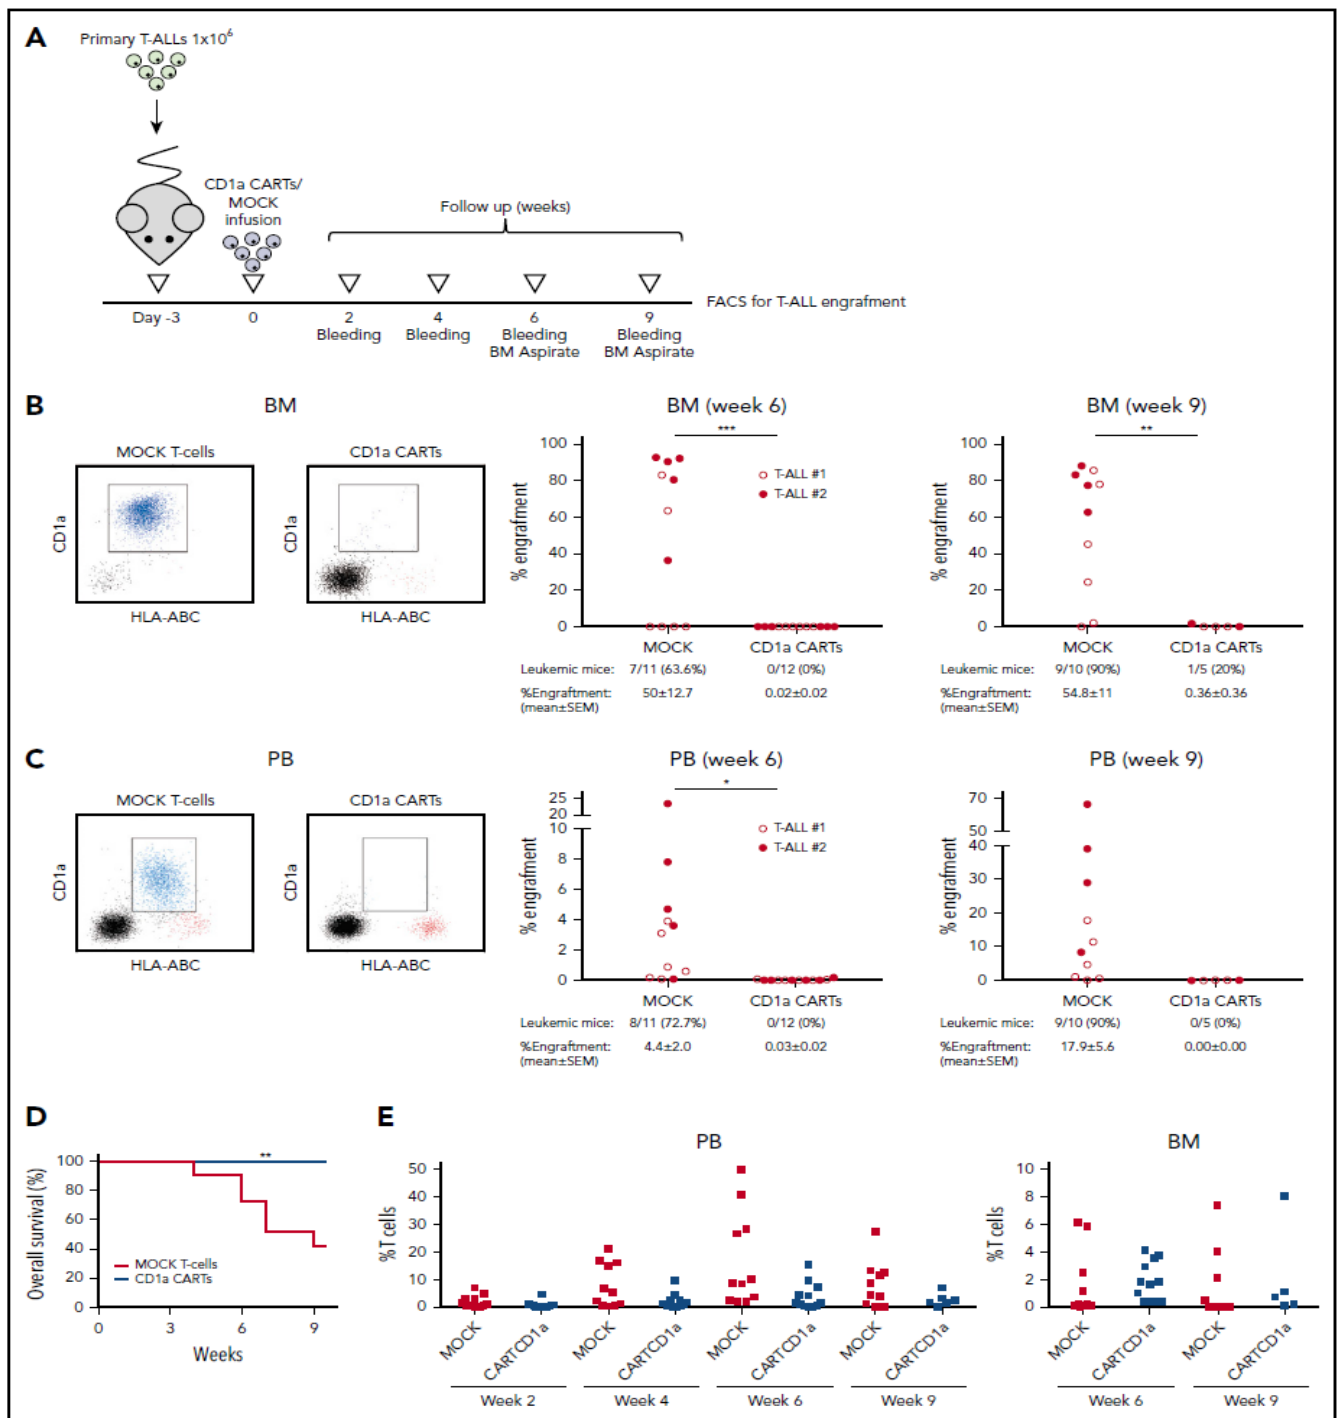 A
Primary T-ALLs 1x10⁶
CD1a CARTs/
MOCK
infusion
Follow up (weeks)
FACS for T-ALL engrafment
Day -3
0
2
Bleeding
4
Bleeding
6
Bleeding
BM Aspirate
9
Bleeding
BM Aspirate
B
BM
MOCK T-cells
CD1a
HLA-ABC
CD1a CARTs
CD1a
HLA-ABC
BM (week 6)
***
% engrafment
100
80
60
40
20
0
T-ALL #1
T-ALL #2
MOCK
CD1a CARTs
Leukemic mice: 7/11 (63.6%) 0/12 (0%)
%Engraftment: 50±12.7 0.02±0.02
(mean±SEM)
BM (week 9)
**
% engrafment
100
80
60
40
20
0
MOCK
CD1a CARTs
Leukemic mice: 9/10 (90%) 1/5 (20%)
%Engraftment: 54.8±11 0.36±0.36
(mean±SEM)
C
PB
MOCK T-cells
CD1a
HLA-ABC
CD1a CARTs
CD1a
HLA-ABC
PB (week 6)
*
% engrafment
25
20
10
8
6
4
2
0
T-ALL #1
T-ALL #2
MOCK
CD1a CARTs
Leukemic mice: 8/11 (72.7%) 0/12 (0%)
%Engraftment: 4.4±2.0 0.03±0.02
(mean±SEM)
PB (week 9)
% engrafment
70
50
40
30
20
10
0
MOCK
CD1a CARTs
Leukemic mice: 9/10 (90%) 0/5 (0%)
%Engraftment: 17.9±5.6 0.00±0.00
(mean±SEM)
D
Overall survival (%)
100
80
60
40
20
0
**
MOCK T-cells
CD1a CARTs
0 3 6 9
Weeks
E
PB
%T cells
50
40
30
20
10
0
MOCK
CARTCD1a
MOCK
CARTCD1a
MOCK
CARTCD1a
MOCK
CARTCD1a
Week 2
Week 4
Week 6
Week 9
BM
%T cells
10
8
6
4
2
0
MOCK
CARTCD1a
MOCK
CARTCD1a
Week 6
Week 9